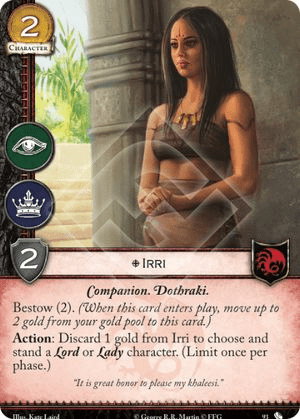 2
CHARACTER
2
IRRI
Companion. Dothraki.
Bestow (2). (When this card enters play, move up to
2 gold from your gold pool to this card.)
Action: Discard 1 gold from Irri to choose and
stand a Lord or Lady character. (Limit once per
phase.)
"It is great honor to please my khaleesi."
Illus. Kate Laird
© George R.R. Martin © FFG
93